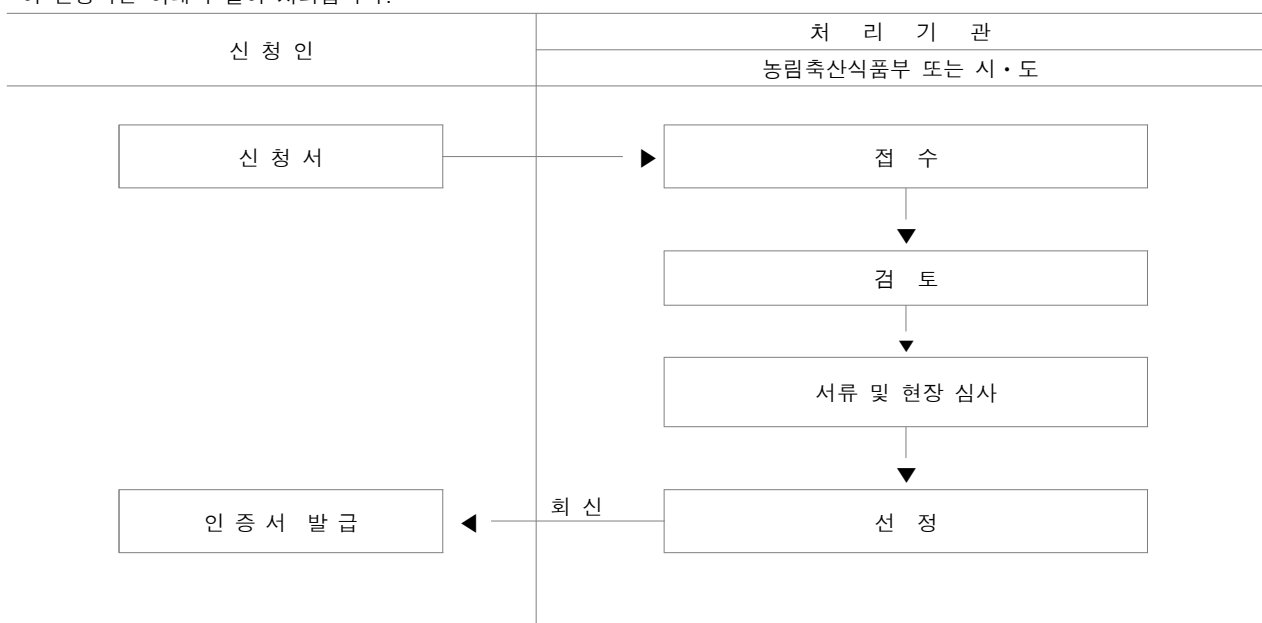 처 리 기 관
신 청 인
농림축산식품부 또는 시·도
신 청 서
접 수
검 토
서류 및 현장 심사
회 신
인 증 서 발 급
선 정